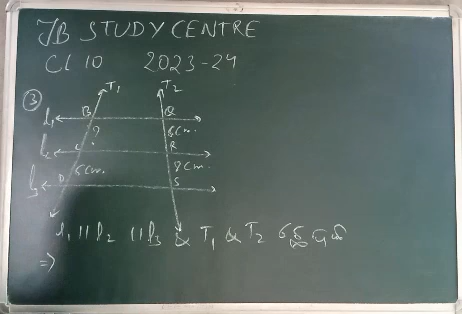 JB STUDY CENTRE
Cl 10 2023-24
③ T1 T2
l1 B Q
? 6cm.
l2 C R
5cm. 8cm.
l3 D S
l1 || l2 || l3 & T1 & T2
⇒